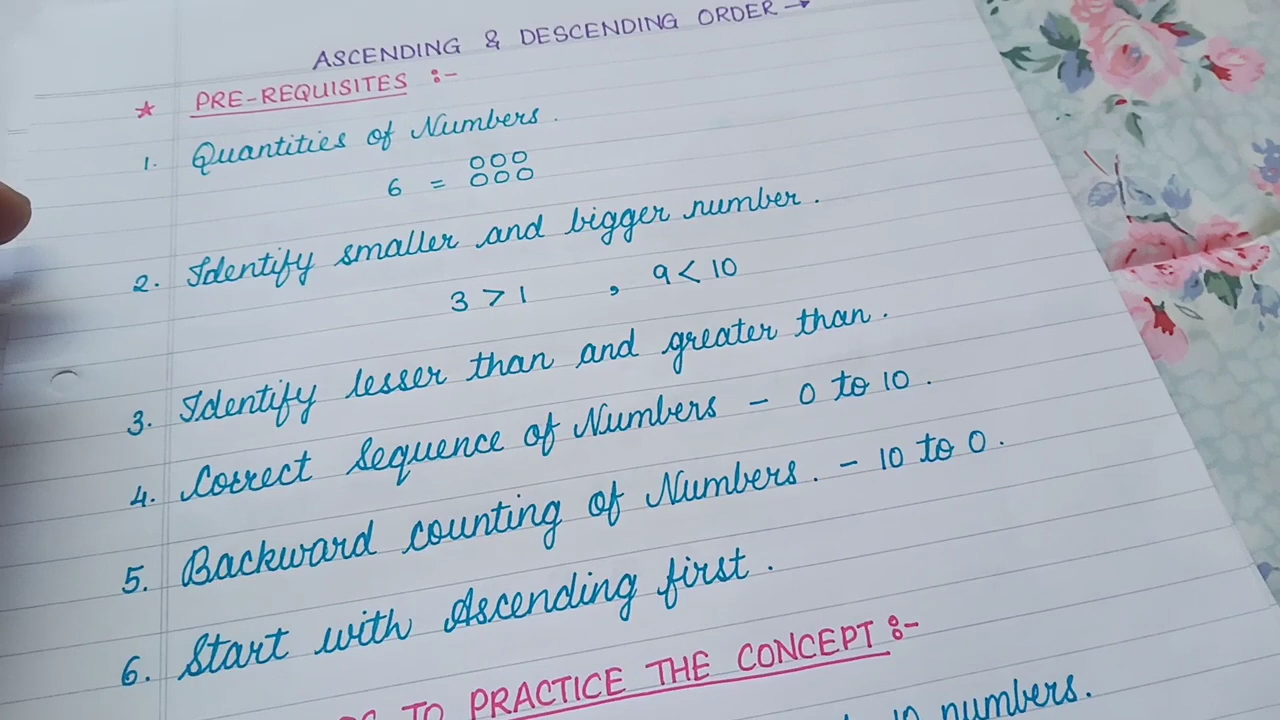 ASCENDING & DESCENDING ORDER →
★ PRE-REQUISITES :-
1. Quantities of Numbers.
6 = 000 000
2. Identify smaller and bigger number.
3 > 1 , 9 < 10
3. Identify lesser than and greater than.
4. Correct Sequence of Numbers - 0 to 10.
5. Backward counting of Numbers. - 10 to 0.
6. Start with Ascending first.
TO PRACTICE THE CONCEPT :-
10 numbers.